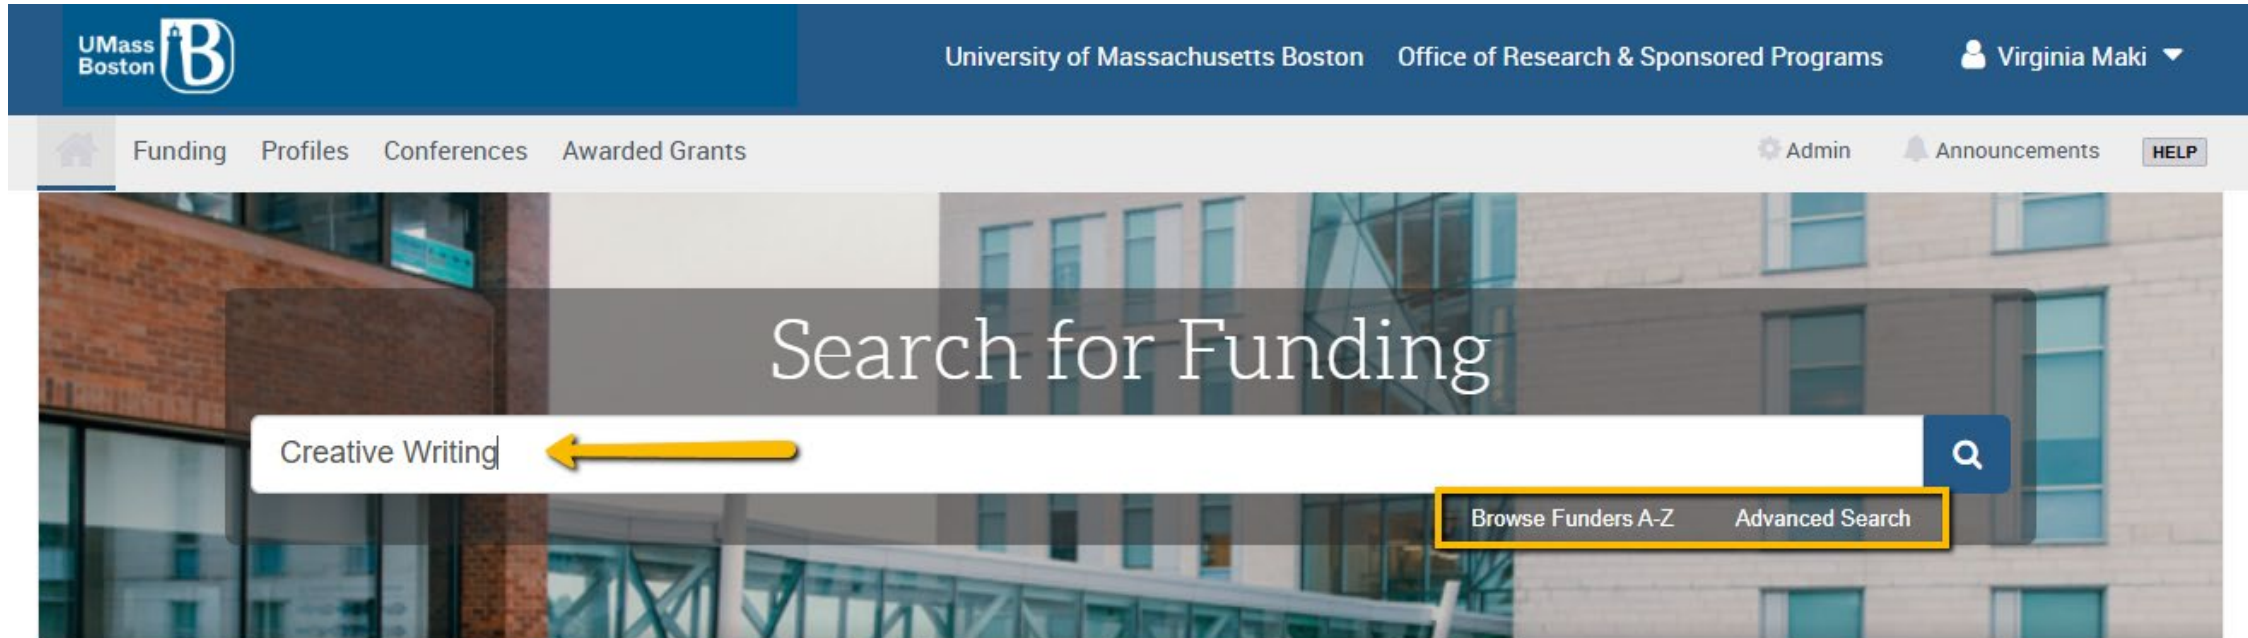 UMass
Boston
B
University of Massachusetts Boston Office of Research & Sponsored Programs Virginia Maki
Funding Profiles Conferences Awarded Grants Admin Announcements HELP
Search for Funding
Creative Writing
Browse Funders A-Z Advanced Search